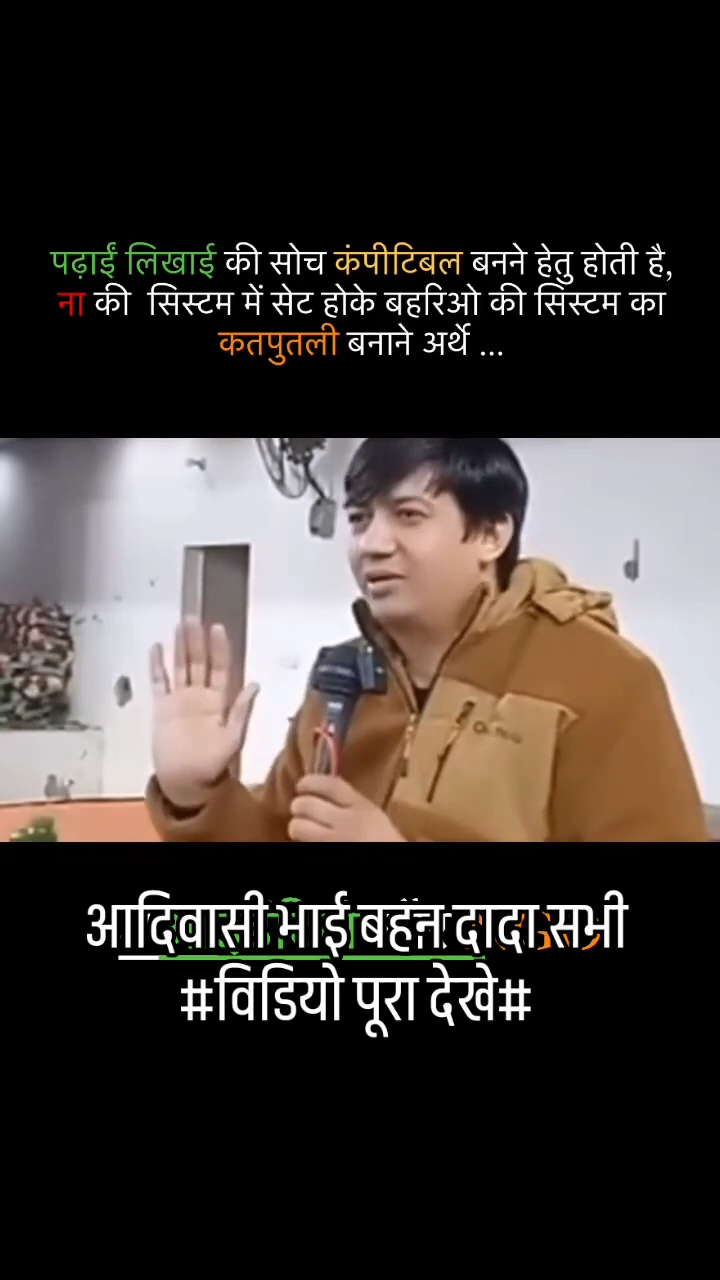 पढ़ाईं लिखाई की सोच कंपीटिबल बनने हेतु होती है,
ना की सिस्टम में सेट होके बहरिओ की सिस्टम का
कतपुतली बनाने अर्थे ...
आदिवासी भाई बहन दादा सभी
#विडियो पूरा देखे#